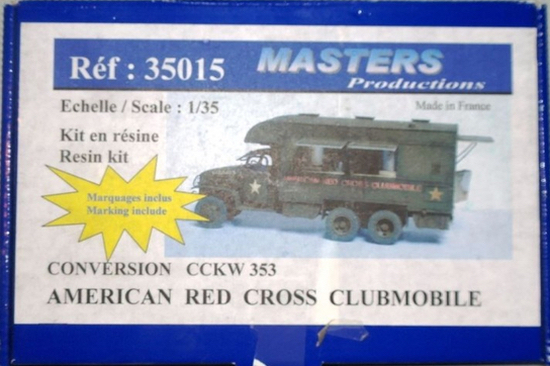 Réf : 35015
MASTERS
Productions
Echelle / Scale : 1/35
Made in France
Kit en résine
Resin kit
Marquages inclus
Marking include
AMERICAN RED CROSS CLUBMOBILE
CONVERSION CCKW 353
AMERICAN RED CROSS CLUBMOBILE